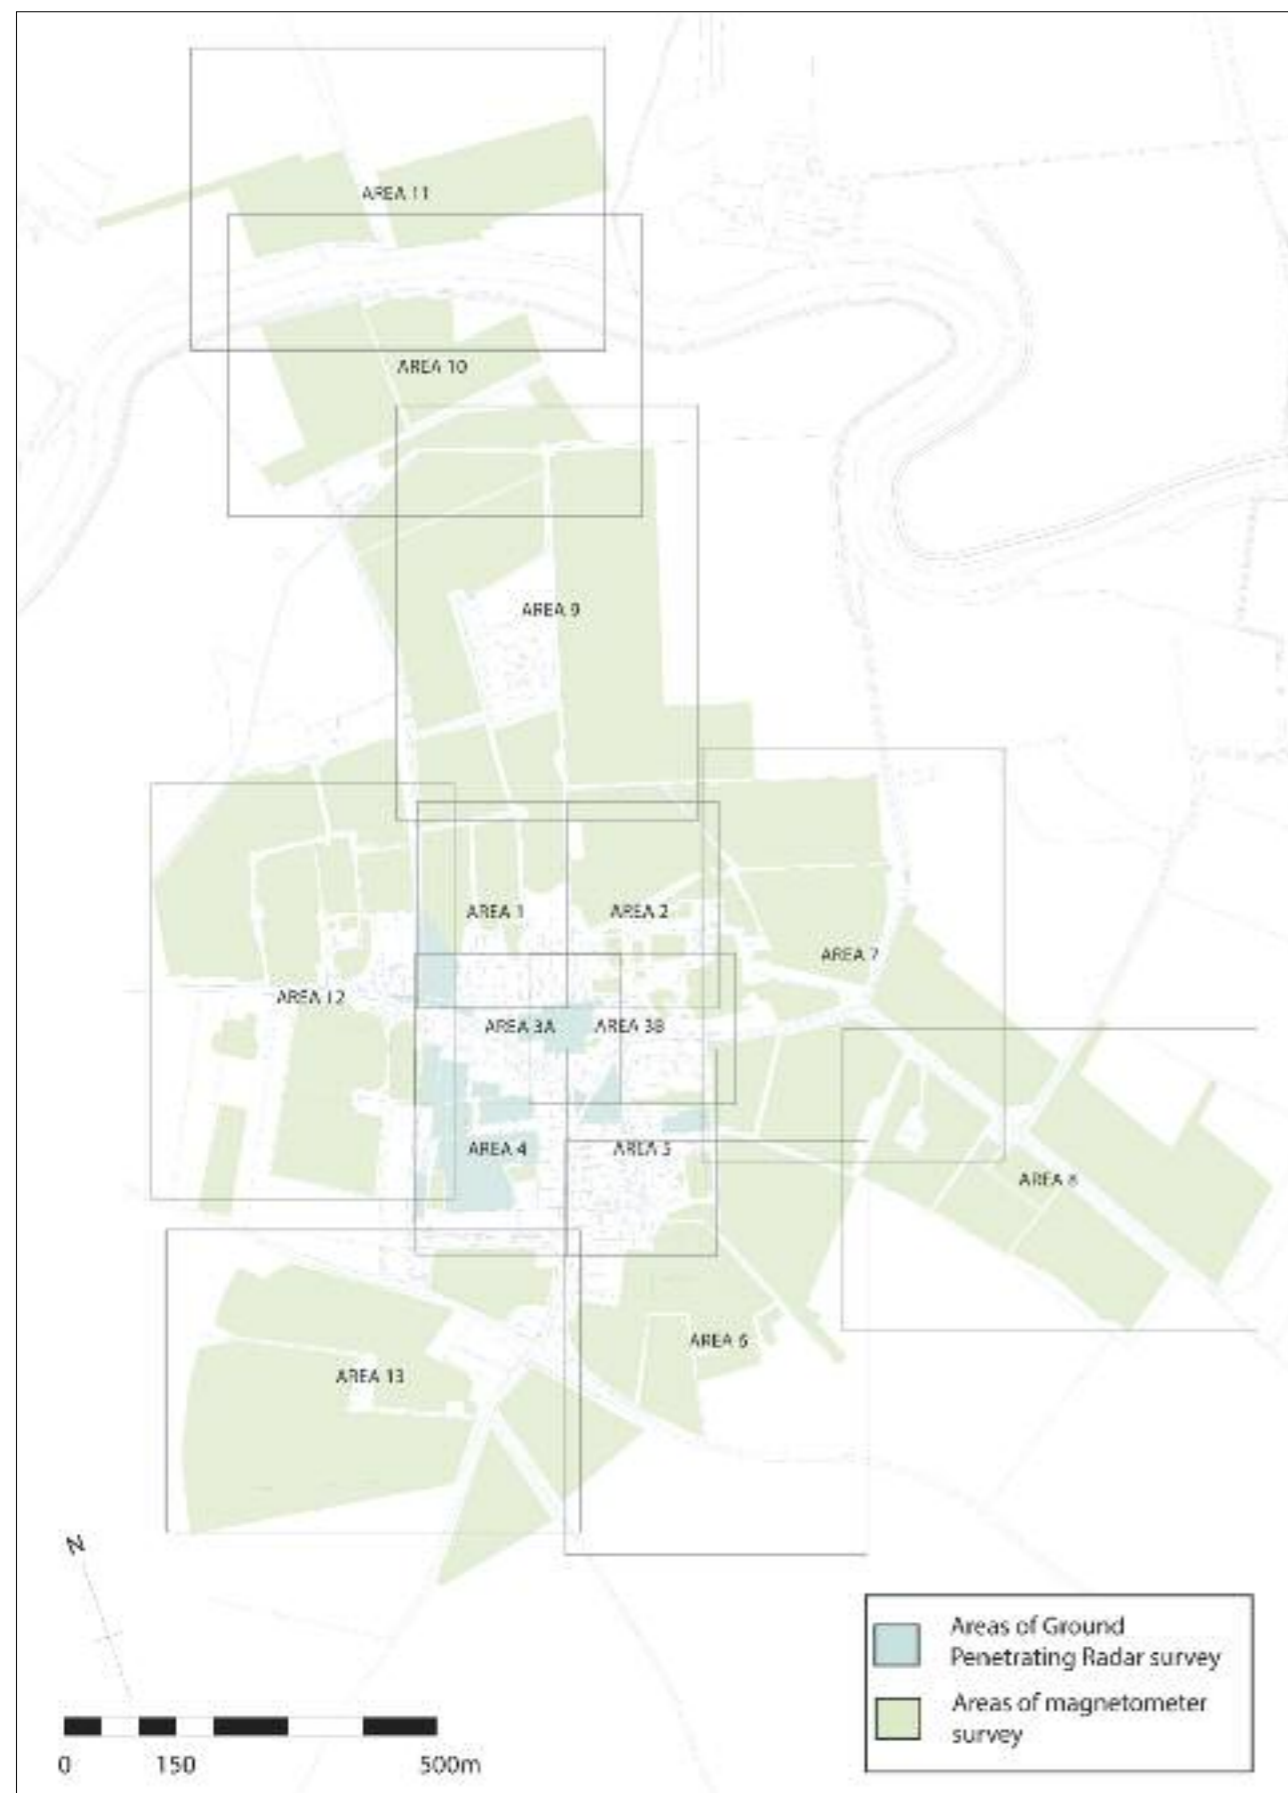 AREA 11
AREA 10
AREA 9
AREA 1
AREA 2
AREA 7
AREA 12
AREA 3A
AREA 3B
AREA 4
AREA 5
AREA 8
AREA 6
AREA 13
N
Areas of Ground
Penetrating Radar survey
Areas of magnetometer
survey
0 150 500m